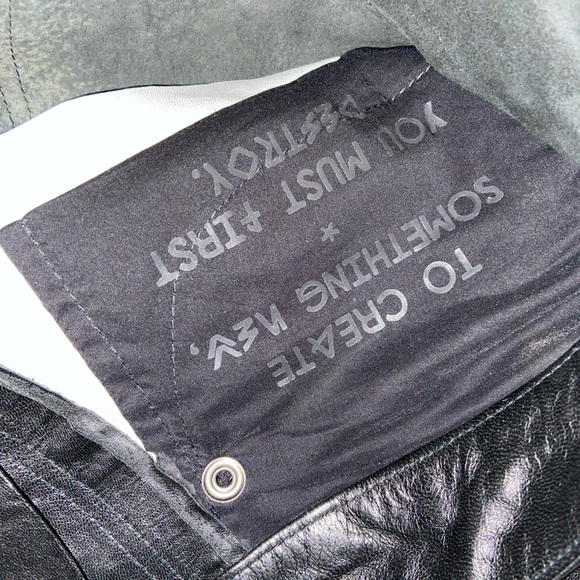 TO CREATE
SOMETHING NEW,
*
YOU MUST FIRST
DESTROY.